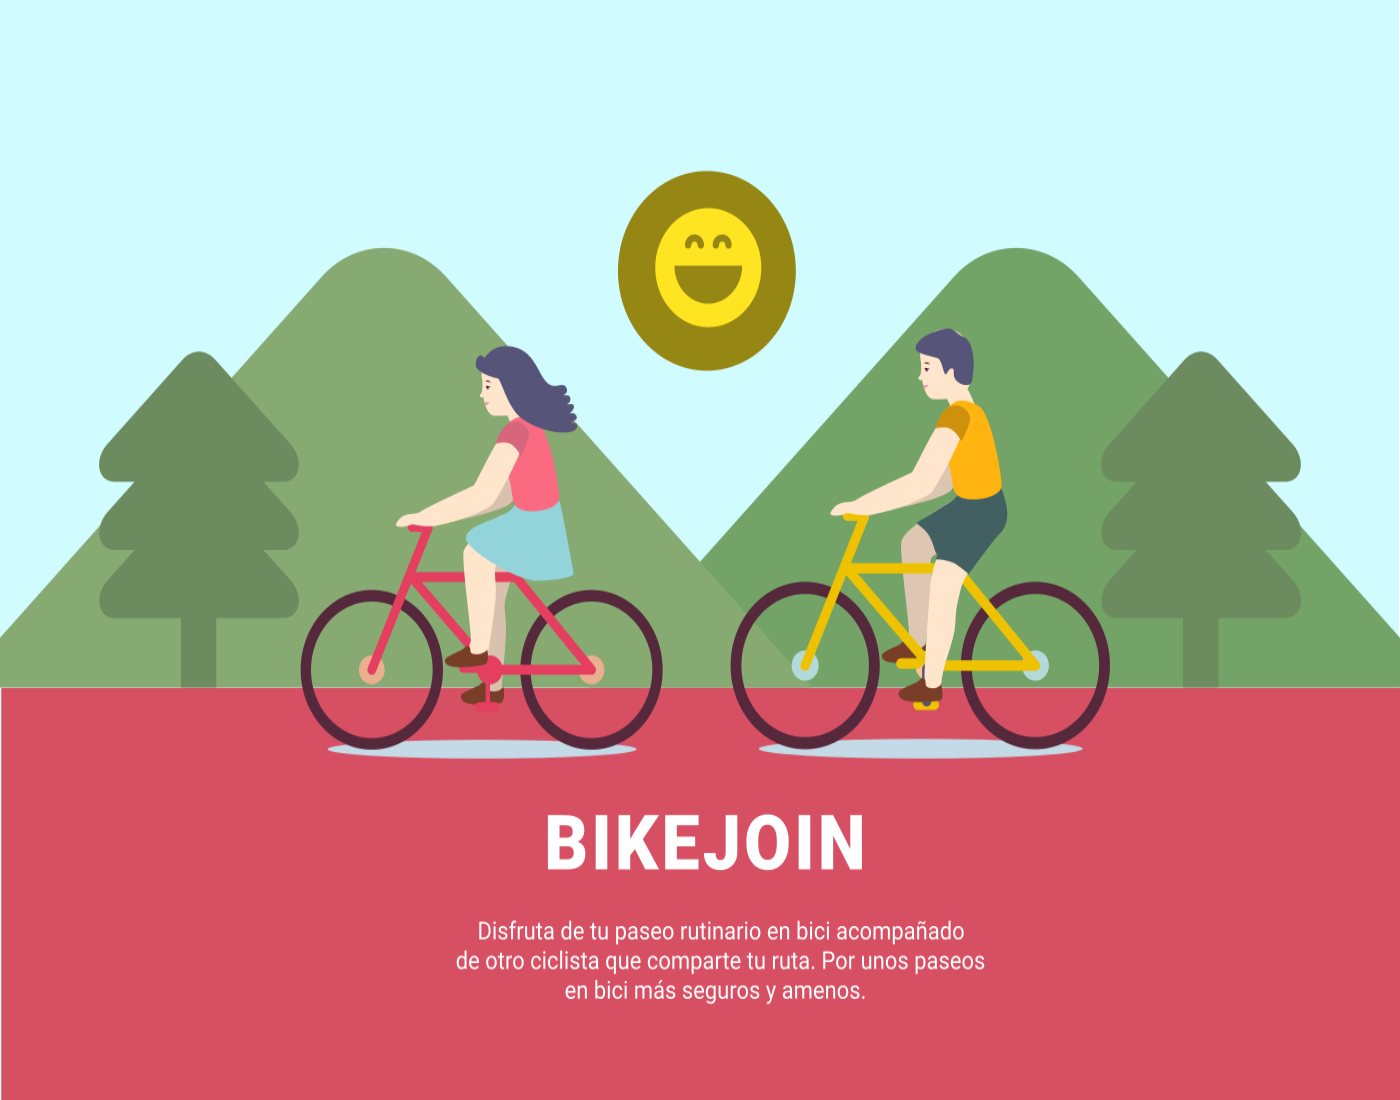 BIKEJOIN
Disfruta de tu paseo rutinario en bici acompañado
de otro ciclista que comparte tu ruta. Por unos paseos
en bici más seguros y amenos.